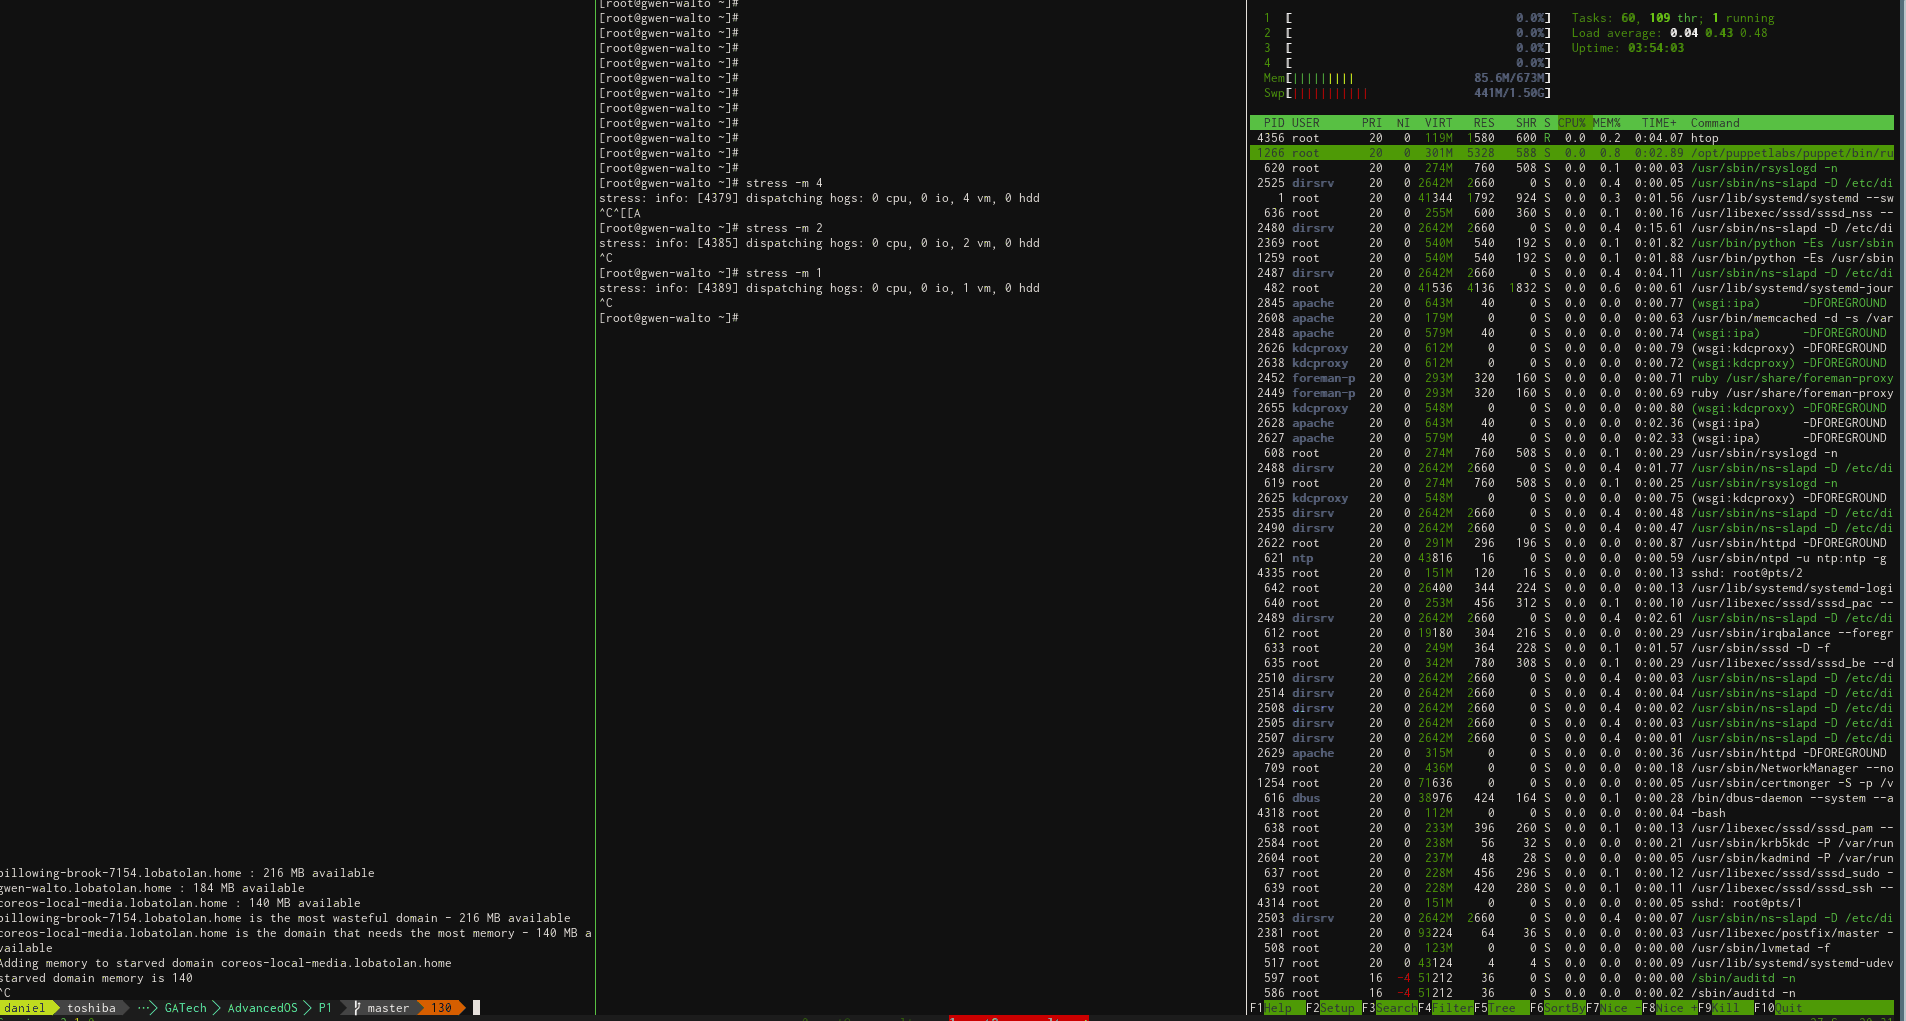 [root@gwen-walto ~]#
[root@gwen-walto ~]#
[root@gwen-walto ~]#
[root@gwen-walto ~]#
[root@gwen-walto ~]#
[root@gwen-walto ~]#
[root@gwen-walto ~]#
[root@gwen-walto ~]#
[root@gwen-walto ~]#
[root@gwen-walto ~]#
[root@gwen-walto ~]#
[root@gwen-walto ~]#
[root@gwen-walto ~]# stress -m 4
stress: info: [4379] dispatching hogs: 0 cpu, 0 io, 4 vm, 0 hdd
^C^[[A
[root@gwen-walto ~]# stress -m 2
stress: info: [4385] dispatching hogs: 0 cpu, 0 io, 2 vm, 0 hdd
^C
[root@gwen-walto ~]# stress -m 1
stress: info: [4389] dispatching hogs: 0 cpu, 0 io, 1 vm, 0 hdd
^C
[root@gwen-walto ~]#
billowing-brook-7154.lobatolan.home : 216 MB available
gwen-walto.lobatolan.home : 184 MB available
coreos-local-media.lobatolan.home : 140 MB available
billowing-brook-7154.lobatolan.home is the most wasteful domain - 216 MB available
coreos-local-media.lobatolan.home is the domain that needs the most memory - 140 MB a
vailable
Adding memory to starved domain coreos-local-media.lobatolan.home
starved domain memory is 140
^C
daniel toshiba ··· GATech AdvancedOS P1 master 130
1 [ 0.0%] Tasks: 60, 109 thr; 1 running
2 [ 0.0%] Load average: 0.04 0.43 0.48
3 [ 0.0%] Uptime: 03:54:03
4 [ 0.0%]
Mem[||||||||| 85.6M/673M]
Swp[||||||||||| 441M/1.50G]
PID USER PRI NI VIRT RES SHR S CPU% MEM% TIME+ Command
4356 root 20 0 119M 1580 600 R 0.0 0.2 0:04.07 htop
1266 root 20 0 301M 5328 588 S 0.0 0.8 0:02.89 /opt/puppetlabs/puppet/bin/ru
620 root 20 0 274M 760 508 S 0.0 0.1 0:00.03 /usr/sbin/rsyslogd -n
2525 dirsrv 20 0 2642M 2660 0 S 0.0 0.4 0:00.05 /usr/sbin/ns-slapd -D /etc/di
1 root 20 0 41344 1792 924 S 0.0 0.3 0:01.56 /usr/lib/systemd/systemd --sw
636 root 20 0 255M 600 360 S 0.0 0.1 0:00.16 /usr/libexec/sssd/sssd_nss --
2480 dirsrv 20 0 2642M 2660 0 S 0.0 0.4 0:15.61 /usr/sbin/ns-slapd -D /etc/di
2369 root 20 0 540M 540 192 S 0.0 0.1 0:01.82 /usr/bin/python -Es /usr/sbin
1259 root 20 0 540M 540 192 S 0.0 0.1 0:01.88 /usr/bin/python -Es /usr/sbin
2487 dirsrv 20 0 2642M 2660 0 S 0.0 0.4 0:04.11 /usr/sbin/ns-slapd -D /etc/di
482 root 20 0 41536 4136 1832 S 0.0 0.6 0:00.61 /usr/lib/systemd/systemd-jour
2845 apache 20 0 643M 40 0 S 0.0 0.0 0:00.77 (wsgi:ipa) -DFOREGROUND
2608 apache 20 0 179M 0 0 S 0.0 0.0 0:00.63 /usr/bin/memcached -d -s /var
2848 apache 20 0 579M 40 0 S 0.0 0.0 0:00.74 (wsgi:ipa) -DFOREGROUND
2626 kdcproxy 20 0 612M 0 0 S 0.0 0.0 0:00.79 (wsgi:kdcproxy) -DFOREGROUND
2638 kdcproxy 20 0 612M 0 0 S 0.0 0.0 0:00.72 (wsgi:kdcproxy) -DFOREGROUND
2452 foreman-p 20 0 293M 320 160 S 0.0 0.0 0:00.71 ruby /usr/share/foreman-proxy
2449 foreman-p 20 0 293M 320 160 S 0.0 0.0 0:00.69 ruby /usr/share/foreman-proxy
2655 kdcproxy 20 0 548M 0 0 S 0.0 0.0 0:00.80 (wsgi:kdcproxy) -DFOREGROUND
2628 apache 20 0 643M 40 0 S 0.0 0.0 0:02.36 (wsgi:ipa) -DFOREGROUND
2627 apache 20 0 579M 40 0 S 0.0 0.0 0:02.33 (wsgi:ipa) -DFOREGROUND
608 root 20 0 274M 760 508 S 0.0 0.1 0:00.29 /usr/sbin/rsyslogd -n
2488 dirsrv 20 0 2642M 2660 0 S 0.0 0.4 0:01.77 /usr/sbin/ns-slapd -D /etc/di
619 root 20 0 274M 760 508 S 0.0 0.1 0:00.25 /usr/sbin/rsyslogd -n
2625 kdcproxy 20 0 548M 0 0 S 0.0 0.0 0:00.75 (wsgi:kdcproxy) -DFOREGROUND
2535 dirsrv 20 0 2642M 2660 0 S 0.0 0.4 0:00.48 /usr/sbin/ns-slapd -D /etc/di
2490 dirsrv 20 0 2642M 2660 0 S 0.0 0.4 0:00.47 /usr/sbin/ns-slapd -D /etc/di
2622 root 20 0 291M 296 196 S 0.0 0.0 0:00.87 /usr/sbin/httpd -DFOREGROUND
621 ntp 20 0 43816 16 0 S 0.0 0.0 0:00.59 /usr/sbin/ntpd -u ntp:ntp -g
4335 root 20 0 151M 120 16 S 0.0 0.0 0:00.13 sshd: root@pts/2
642 root 20 0 26400 344 224 S 0.0 0.0 0:00.13 /usr/lib/systemd/systemd-logi
640 root 20 0 253M 456 312 S 0.0 0.1 0:00.10 /usr/libexec/sssd/sssd_pac --
2489 dirsrv 20 0 2642M 2660 0 S 0.0 0.4 0:02.61 /usr/sbin/ns-slapd -D /etc/di
612 root 20 0 19180 304 216 S 0.0 0.0 0:00.29 /usr/sbin/irqbalance --foregr
633 root 20 0 249M 364 228 S 0.0 0.1 0:01.57 /usr/sbin/sssd -D -f
635 root 20 0 342M 780 308 S 0.0 0.1 0:00.29 /usr/libexec/sssd/sssd_be --d
2510 dirsrv 20 0 2642M 2660 0 S 0.0 0.4 0:00.03 /usr/sbin/ns-slapd -D /etc/di
2514 dirsrv 20 0 2642M 2660 0 S 0.0 0.4 0:00.04 /usr/sbin/ns-slapd -D /etc/di
2508 dirsrv 20 0 2642M 2660 0 S 0.0 0.4 0:00.02 /usr/sbin/ns-slapd -D /etc/di
2505 dirsrv 20 0 2642M 2660 0 S 0.0 0.4 0:00.03 /usr/sbin/ns-slapd -D /etc/di
2507 dirsrv 20 0 2642M 2660 0 S 0.0 0.4 0:00.01 /usr/sbin/ns-slapd -D /etc/di
2629 apache 20 0 315M 0 0 S 0.0 0.0 0:00.36 /usr/sbin/httpd -DFOREGROUND
709 root 20 0 436M 0 0 S 0.0 0.0 0:00.18 /usr/sbin/NetworkManager --no
1254 root 20 0 71636 0 0 S 0.0 0.0 0:00.05 /usr/sbin/certmonger -S -p /v
616 dbus 20 0 38976 424 164 S 0.0 0.1 0:00.28 /bin/dbus-daemon --system --a
4318 root 20 0 112M 0 0 S 0.0 0.0 0:00.04 -bash
638 root 20 0 233M 396 260 S 0.0 0.1 0:00.13 /usr/libexec/sssd/sssd_pam --
2584 root 20 0 238M 56 32 S 0.0 0.0 0:00.21 /usr/sbin/krb5kdc -P /var/run
2604 root 20 0 237M 48 28 S 0.0 0.0 0:00.05 /usr/sbin/kadmind -P /var/run
637 root 20 0 228M 456 296 S 0.0 0.1 0:00.12 /usr/libexec/sssd/sssd_sudo -
639 root 20 0 228M 420 280 S 0.0 0.1 0:00.11 /usr/libexec/sssd/sssd_ssh --
4314 root 20 0 151M 0 0 S 0.0 0.0 0:00.05 sshd: root@pts/1
2503 dirsrv 20 0 2642M 2660 0 S 0.0 0.4 0:00.07 /usr/sbin/ns-slapd -D /etc/di
2381 root 20 0 93224 64 36 S 0.0 0.0 0:00.03 /usr/libexec/postfix/master -
508 root 20 0 123M 0 0 S 0.0 0.0 0:00.00 /usr/sbin/lvmetad -f
517 root 20 0 43124 4 4 S 0.0 0.0 0:00.09 /usr/lib/systemd/systemd-udev
597 root 16 -4 51212 36 0 S 0.0 0.0 0:00.00 /sbin/auditd -n
586 root 16 -4 51212 36 0 S 0.0 0.0 0:00.02 /sbin/auditd -n
F1Help F2Setup F3SearchF4FilterF5Tree F6SortByF7Nice -F8Nice +F9Kill F10Quit